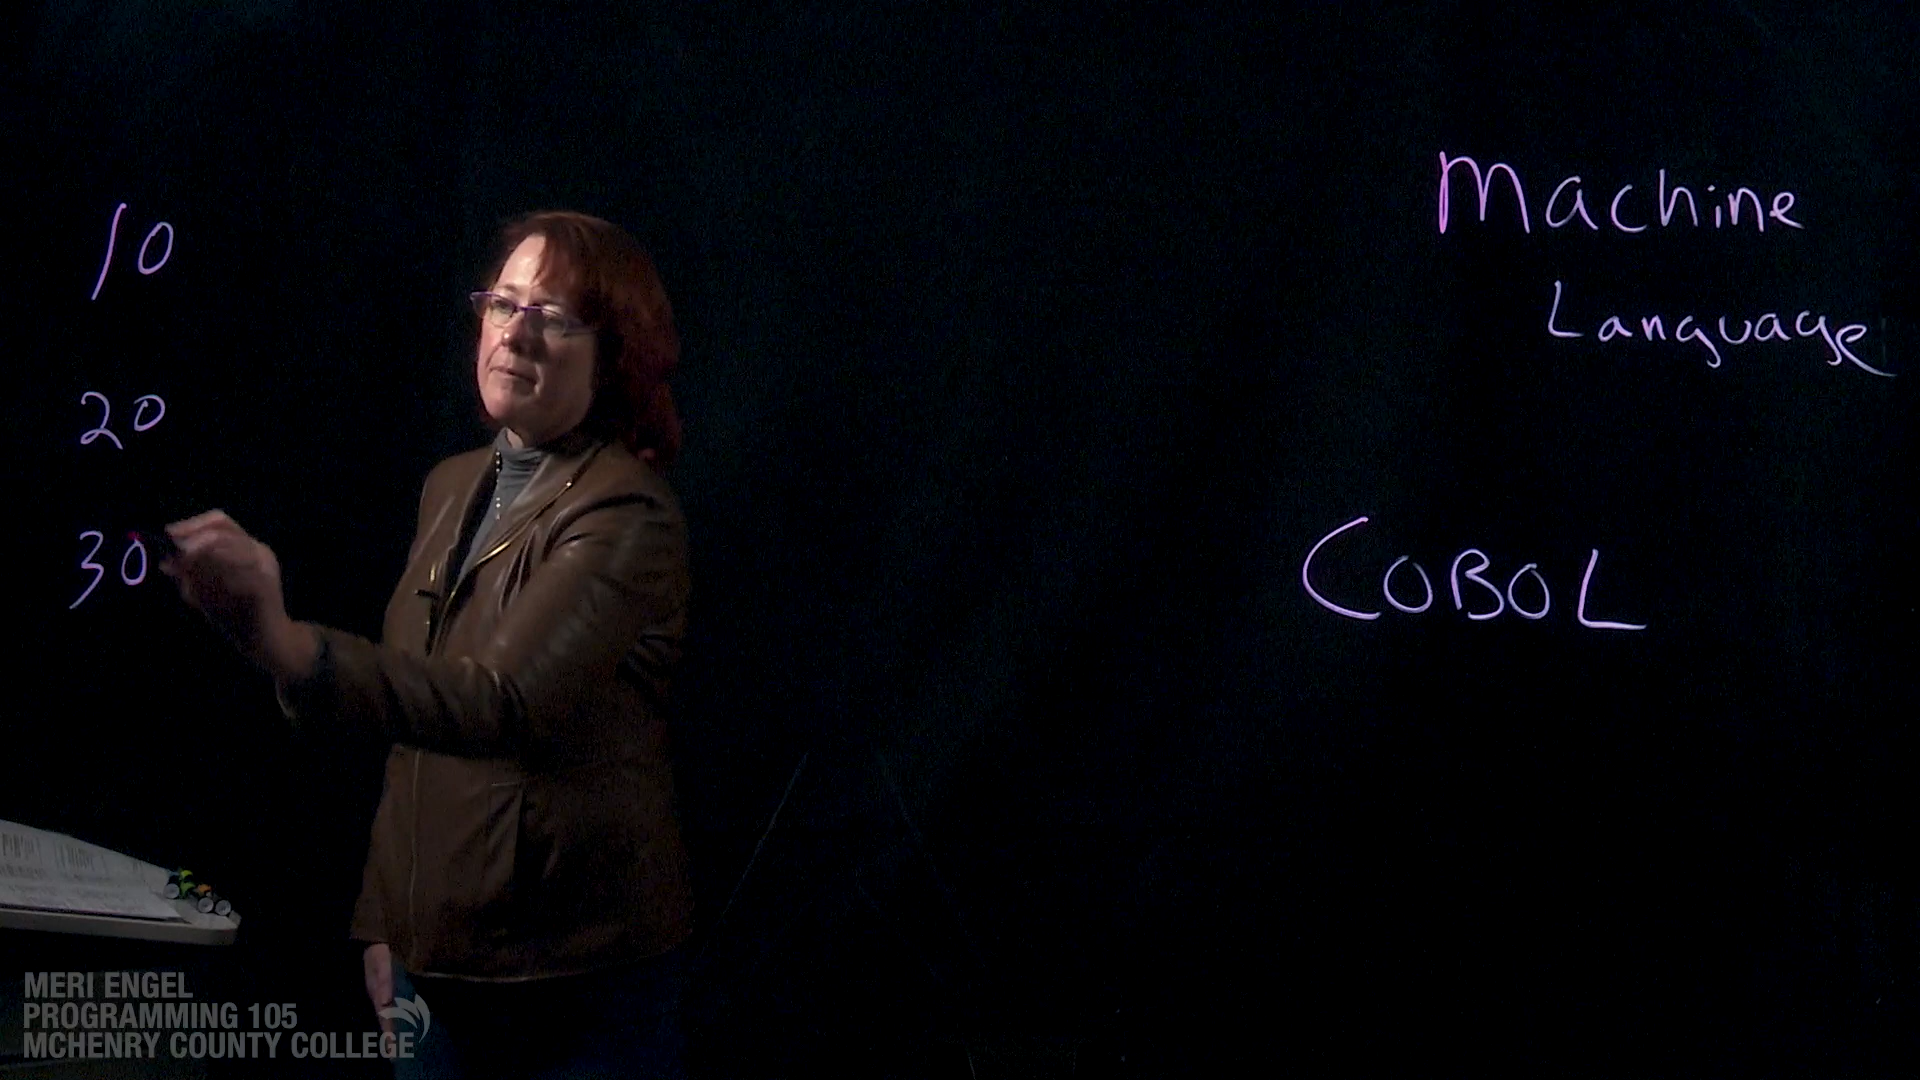 10
20
30
Machine
Language
COBOL
MERI ENGEL
PROGRAMMING 105
MCHENRY COUNTY COLLEGE